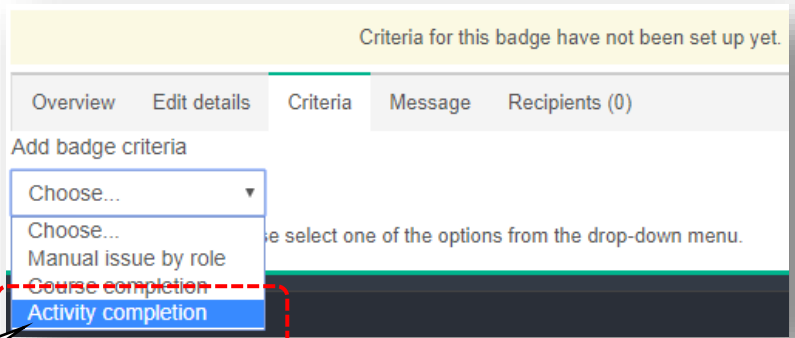 Criteria for this badge have not been set up yet.
Overview Edit details Criteria Message Recipients (0)
Add badge criteria
Choose...
Choose...
select one of the options from the drop-down menu.
Manual issue by role
Course completion
Activity completion